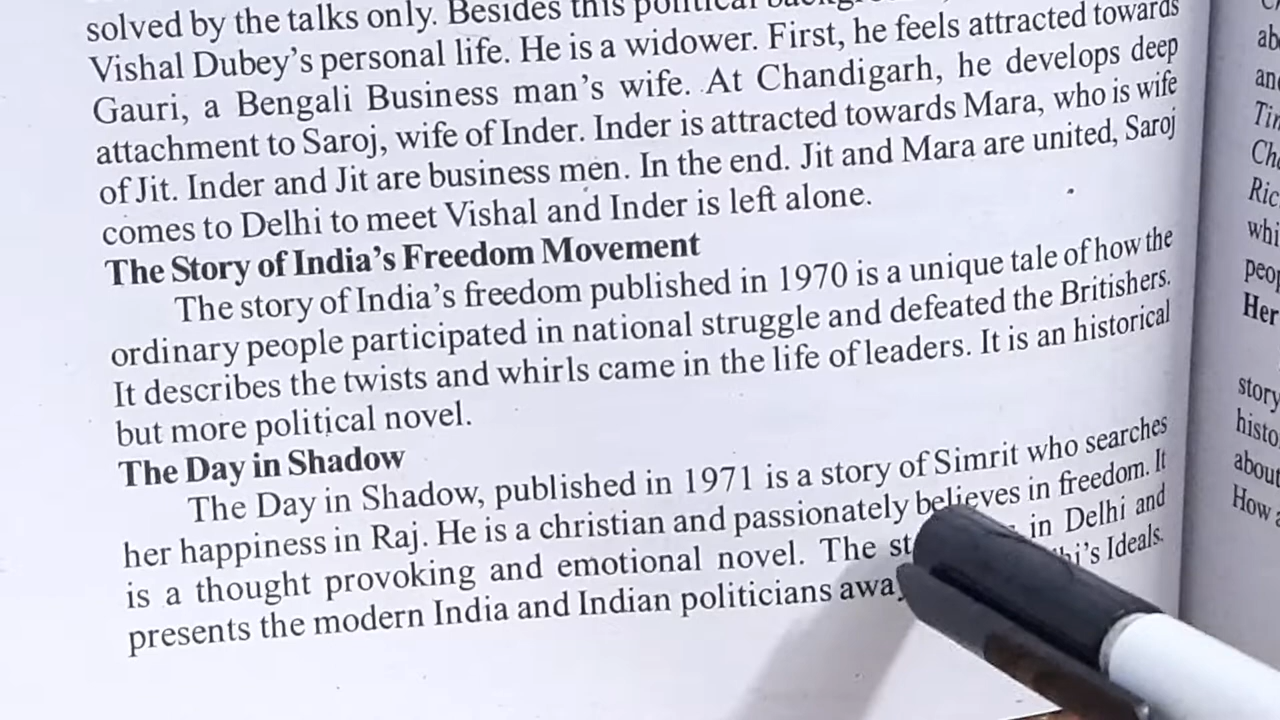 solved by the talks only. Besides this political
Vishal Dubey's personal life. He is a widower. First, he feels attracted towards
Gauri, a Bengali Business man's wife. At Chandigarh, he develops deep
attachment to Saroj, wife of Inder. Inder is attracted towards Mara, who is wife
of Jit. Inder and Jit are business men. In the end. Jit and Mara are united, Saroj
comes to Delhi to meet Vishal and Inder is left alone.
The Story of India's Freedom Movement
The story of India's freedom published in 1970 is a unique tale of how the
ordinary people participated in national struggle and defeated the Britishers.
It describes the twists and whirls came in the life of leaders. It is an historical
but more political novel.
The Day in Shadow
The Day in Shadow, published in 1971 is a story of Simrit who searches
her happiness in Raj. He is a christian and passionately believes in freedom. It
is a thought provoking and emotional novel. The in Delhi and
presents the modern India and Indian politicians Ideals.
Her
story
histo
about
How